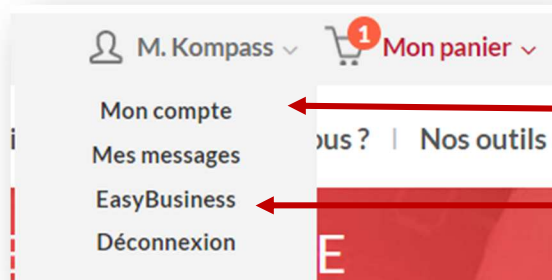 M. Kompass
1
Mon panier
Mon compte
ous ? | Nos outils
Mes messages
EasyBusiness
Déconnexion
E